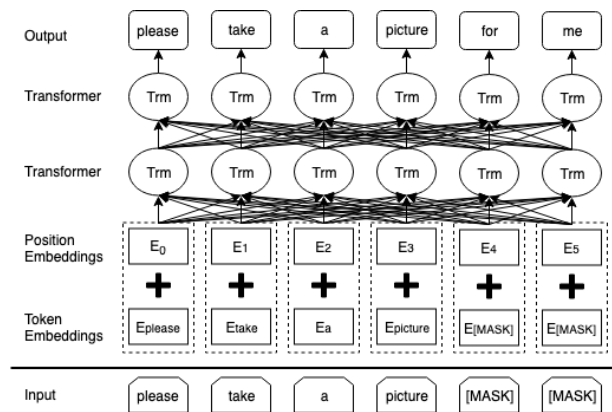 Output please take a picture for me
Transformer Trm Trm Trm Trm Trm Trm
Transformer Trm Trm Trm Trm Trm Trm
Position
Embeddings E0 E1 E2 E3 E4 E5
Token
Embeddings Eplease Etake Ea Epicture E[MASK] E[MASK]
Input please take a picture [MASK] [MASK]